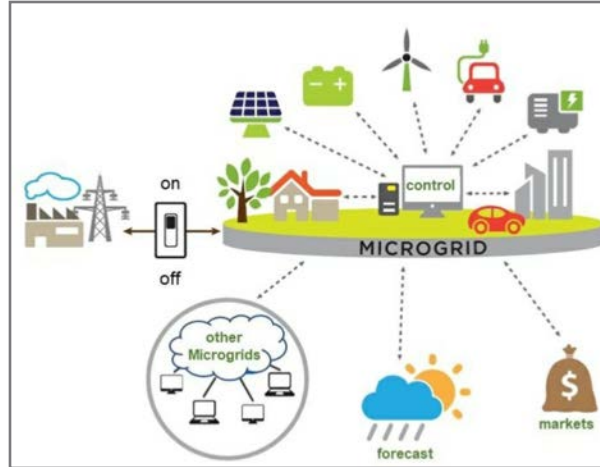 on
control
off
MICROGRID
other
Microgrids
$
markets
forecast